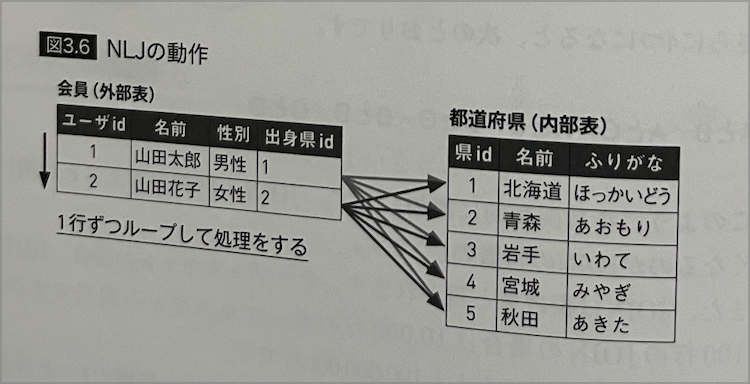 図3.6 NLJの動作
会員(外部表)
ユーザid 名前 性別 出身県id
1 山田太郎 男性 1
2 山田花子 女性 2
1行ずつループして処理をする
都道府県(内部表)
県id 名前 ふりがな
1 北海道 ほっかいどう
2 青森 あおもり
3 岩手 いわて
4 宮城 みやぎ
5 秋田 あきた